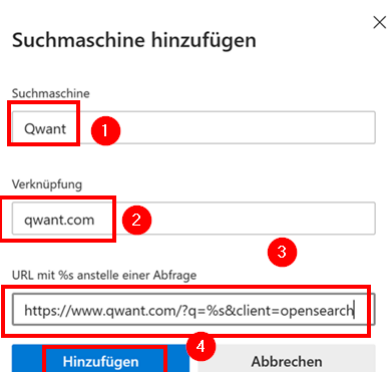 Suchmaschine hinzufügen
Suchmaschine
Qwant
1
Verknüpfung
qwant.com
2
3
URL mit %s anstelle einer Abfrage
https://www.qwant.com/?q=%s&client=opensearch
4
Hinzufügen
Abbrechen